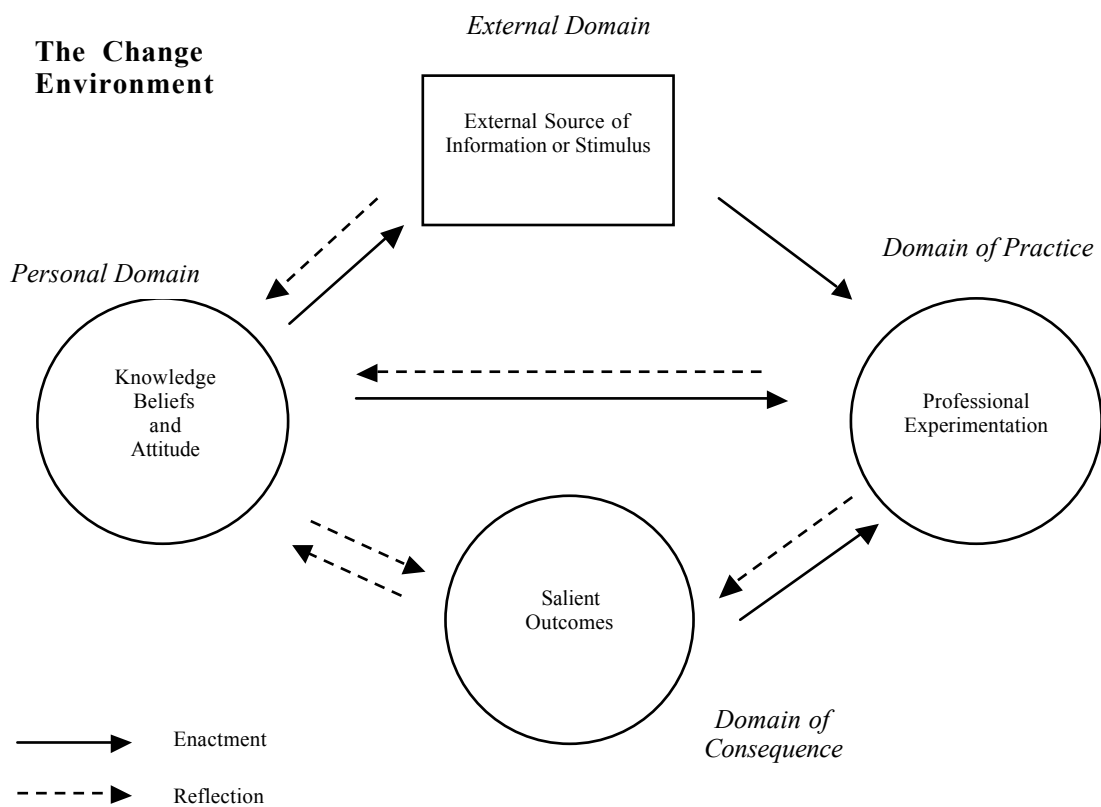 The Change
Environment
External Domain
External Source of
Information or Stimulus
Personal Domain
Domain of Practice
Knowledge
Beliefs
and
Attitude
Professional
Experimentation
Salient
Outcomes
Domain of
Consequence
Enactment
Reflection